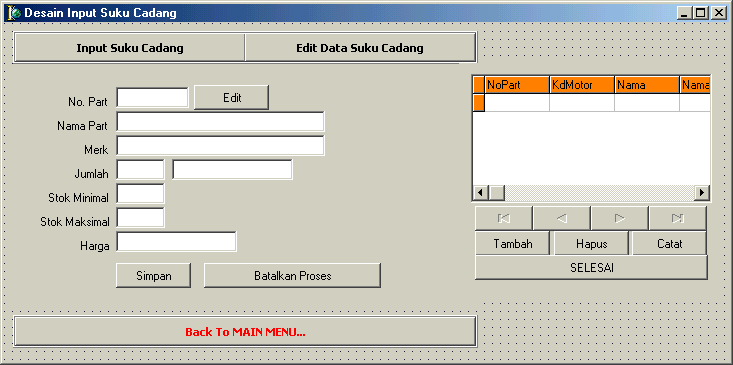 Desain Input Suku Cadang
Input Suku Cadang Edit Data Suku Cadang
NoPart KdMotor Nama Nama
No. Part Edit
Nama Part
Merk
Jumlah
Stok Minimal
Stok Maksimal
Harga
Tambah Hapus Catat
SELESAI
Simpan Batalkan Proses
Back To MAIN MENU...